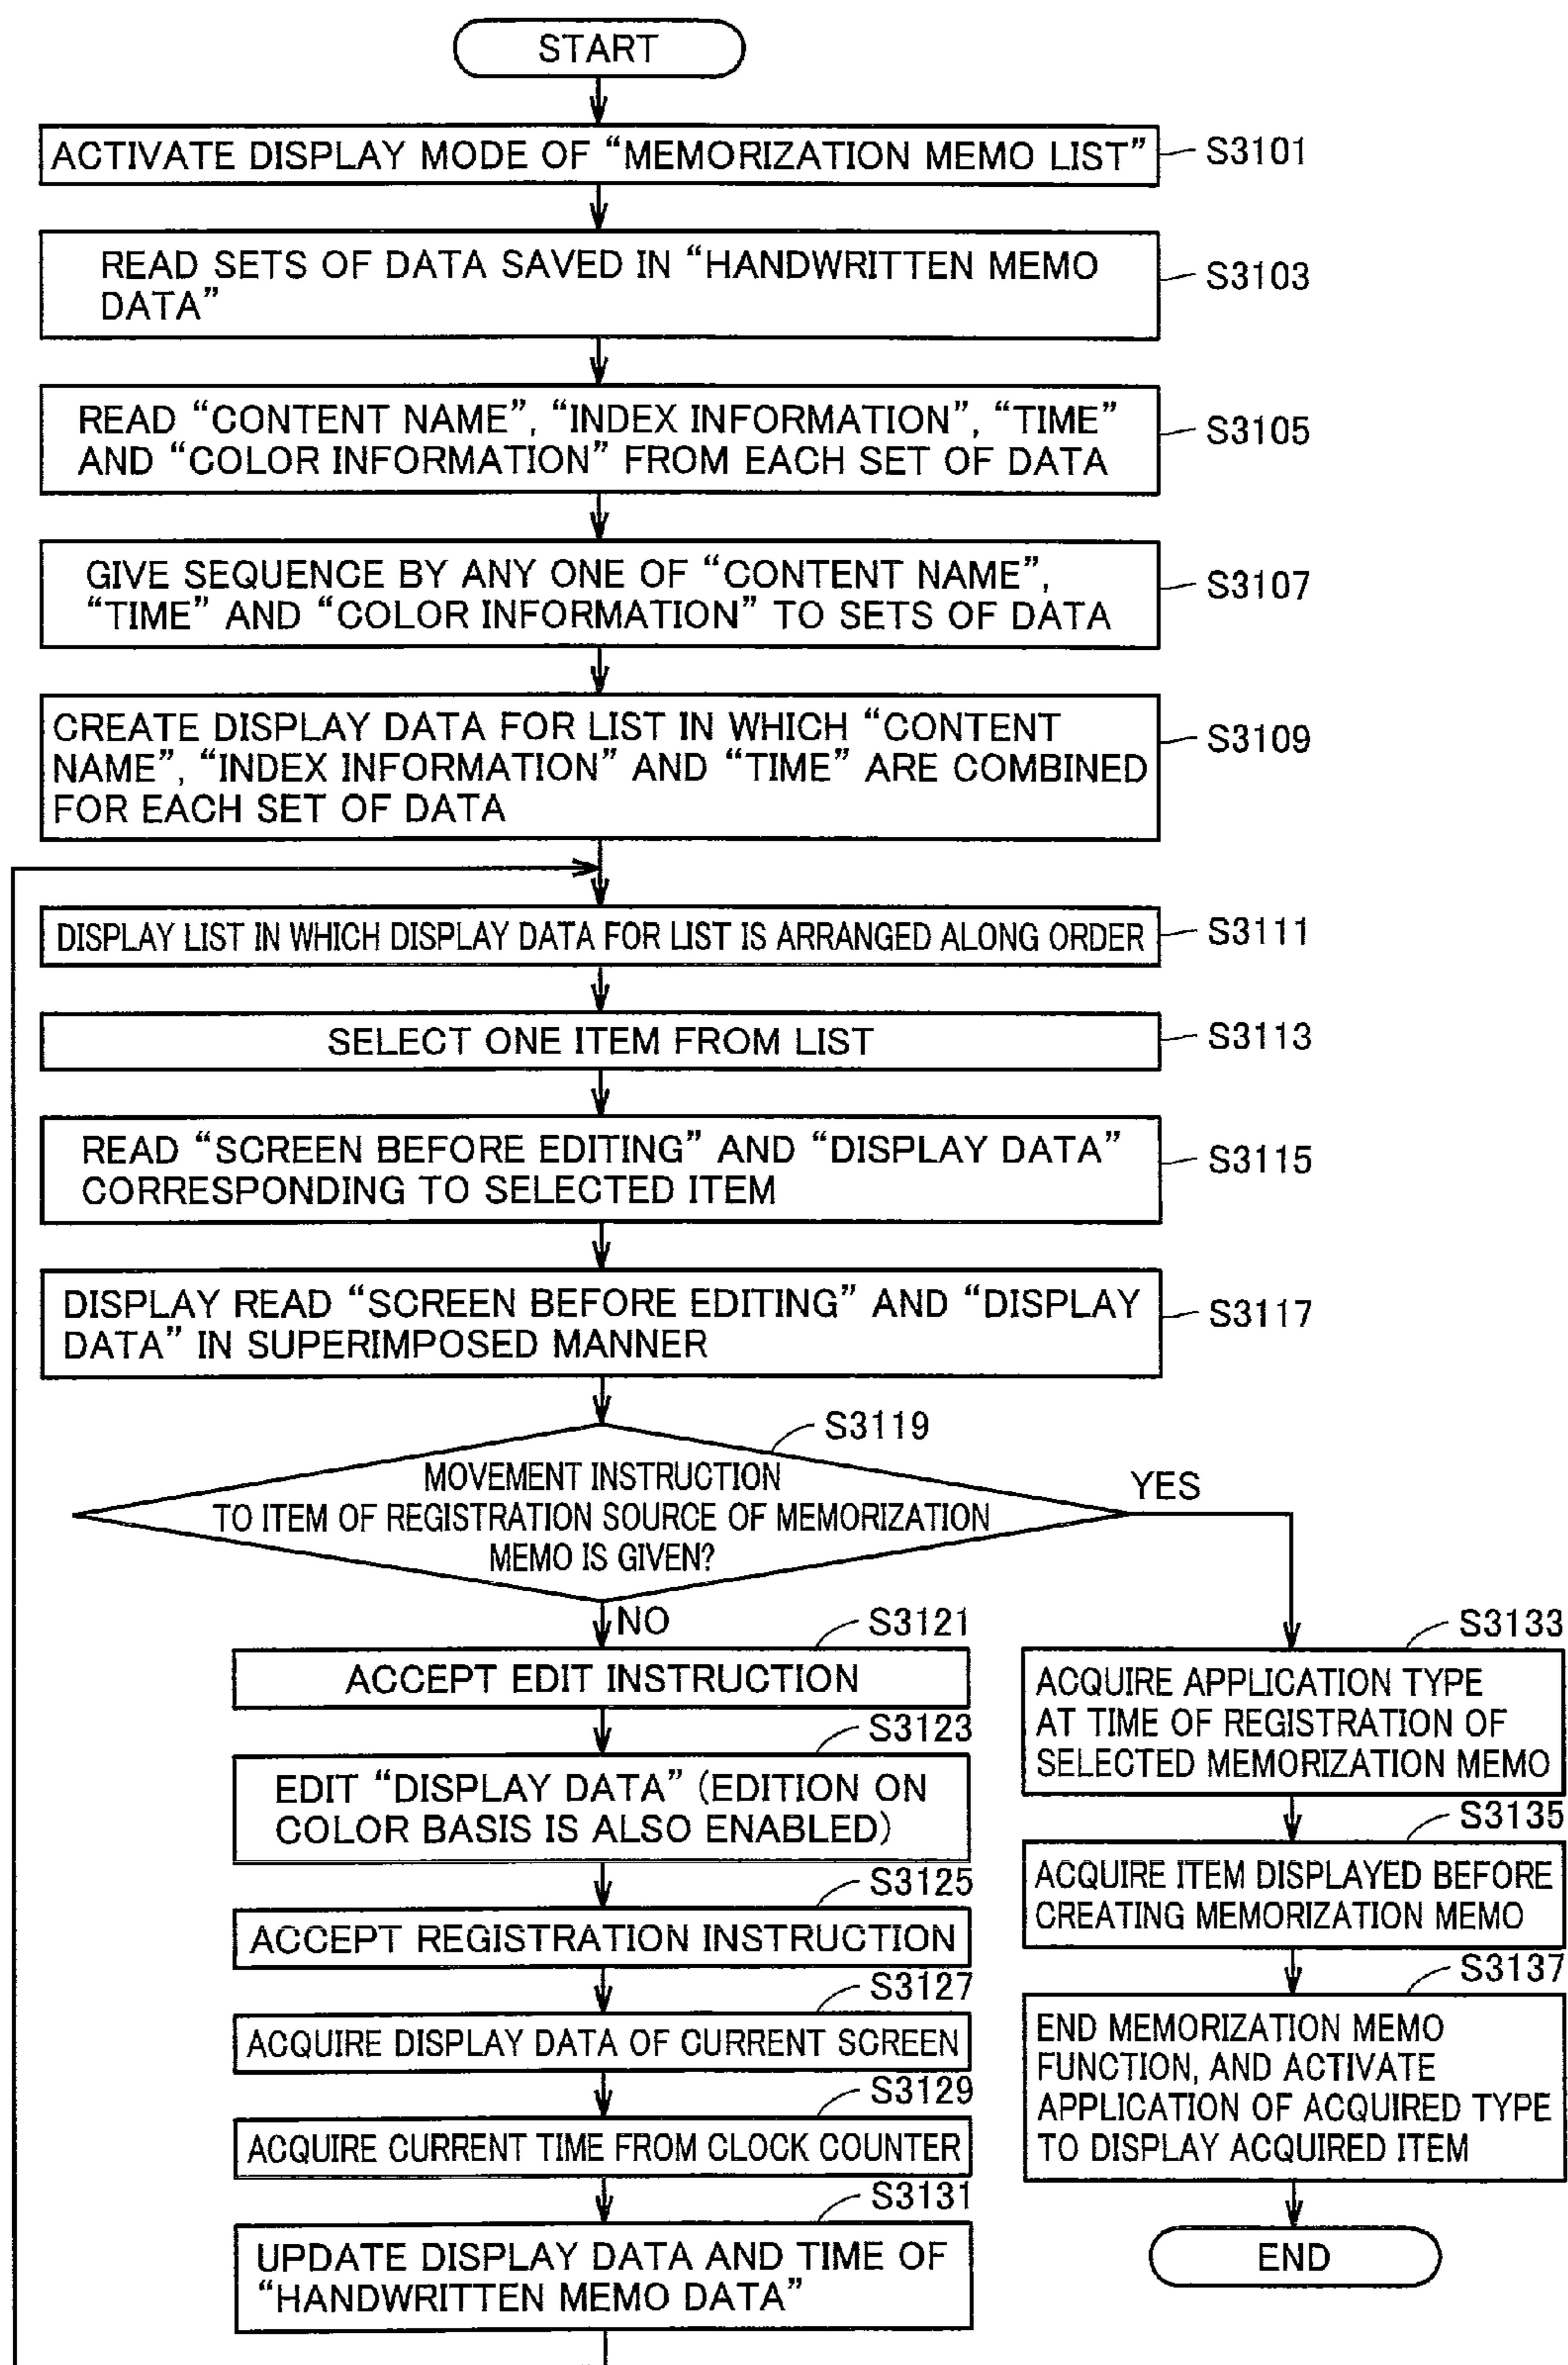 START
ACTIVATE DISPLAY MODE OF “MEMORIZATION MEMO LIST”
S3101
READ SETS OF DATA SAVED IN “HANDWRITTEN MEMO
DATA”
S3103
READ “CONTENT NAME”, “INDEX INFORMATION”, “TIME”
AND “COLOR INFORMATION” FROM EACH SET OF DATA
S3105
GIVE SEQUENCE BY ANY ONE OF “CONTENT NAME”,
“TIME” AND “COLOR INFORMATION” TO SETS OF DATA
S3107
CREATE DISPLAY DATA FOR LIST IN WHICH “CONTENT
NAME”, “INDEX INFORMATION” AND “TIME” ARE COMBINED
FOR EACH SET OF DATA
S3109
DISPLAY LIST IN WHICH DISPLAY DATA FOR LIST IS ARRANGED ALONG ORDER
S3111
SELECT ONE ITEM FROM LIST
S3113
READ “SCREEN BEFORE EDITING” AND “DISPLAY DATA”
CORRESPONDING TO SELECTED ITEM
S3115
DISPLAY READ “SCREEN BEFORE EDITING” AND “DISPLAY
DATA” IN SUPERIMPOSED MANNER
S3117
S3119
MOVEMENT INSTRUCTION
TO ITEM OF REGISTRATION SOURCE OF MEMORIZATION
MEMO IS GIVEN?
YES
NO
S3121
ACCEPT EDIT INSTRUCTION
S3123
EDIT “DISPLAY DATA” (EDITION ON
COLOR BASIS IS ALSO ENABLED)
S3125
ACCEPT REGISTRATION INSTRUCTION
S3127
ACQUIRE DISPLAY DATA OF CURRENT SCREEN
S3129
ACQUIRE CURRENT TIME FROM CLOCK COUNTER
S3131
UPDATE DISPLAY DATA AND TIME OF
“HANDWRITTEN MEMO DATA”
S3133
ACQUIRE APPLICATION TYPE
AT TIME OF REGISTRATION OF
SELECTED MEMORIZATION MEMO
S3135
ACQUIRE ITEM DISPLAYED BEFORE
CREATING MEMORIZATION MEMO
S3137
END MEMORIZATION MEMO
FUNCTION, AND ACTIVATE
APPLICATION OF ACQUIRED TYPE
TO DISPLAY ACQUIRED ITEM
END